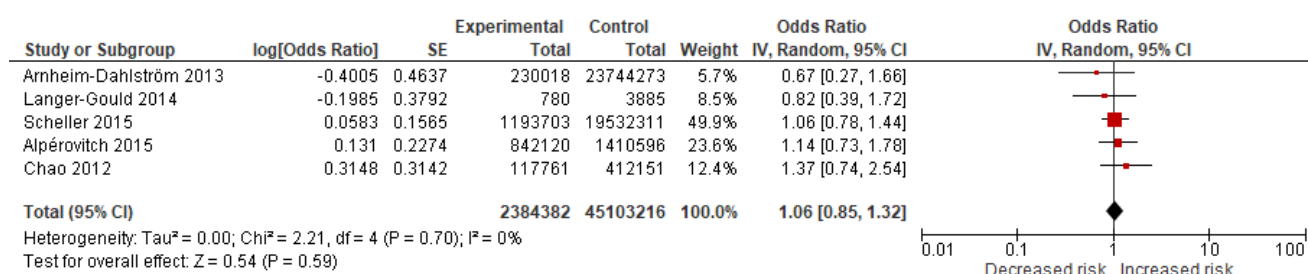 Experimental Control Odds Ratio Odds Ratio
Study or Subgroup log[Odds Ratio] SE Total Total Weight IV, Random, 95% CI IV, Random, 95% CI
Arnheim-Dahlström 2013 -0.4005 0.4637 230018 23744273 5.7% 0.67 [0.27, 1.66]
Langer-Gould 2014 -0.1985 0.3792 780 3885 8.5% 0.82 [0.39, 1.72]
Scheller 2015 0.0583 0.1565 1193703 19532311 49.9% 1.06 [0.78, 1.44]
Alpérovitch 2015 0.131 0.2274 842120 1410596 23.6% 1.14 [0.73, 1.78]
Chao 2012 0.3148 0.3142 117761 412151 12.4% 1.37 [0.74, 2.54]
Total (95% CI) 2384382 45103216 100.0% 1.06 [0.85, 1.32]
Heterogeneity: Tau² = 0.00; Chi² = 2.21, df = 4 (P = 0.70); I² = 0%
Test for overall effect: Z = 0.54 (P = 0.59)
0.01 0.1 1 10 100
Decreased risk Increased risk